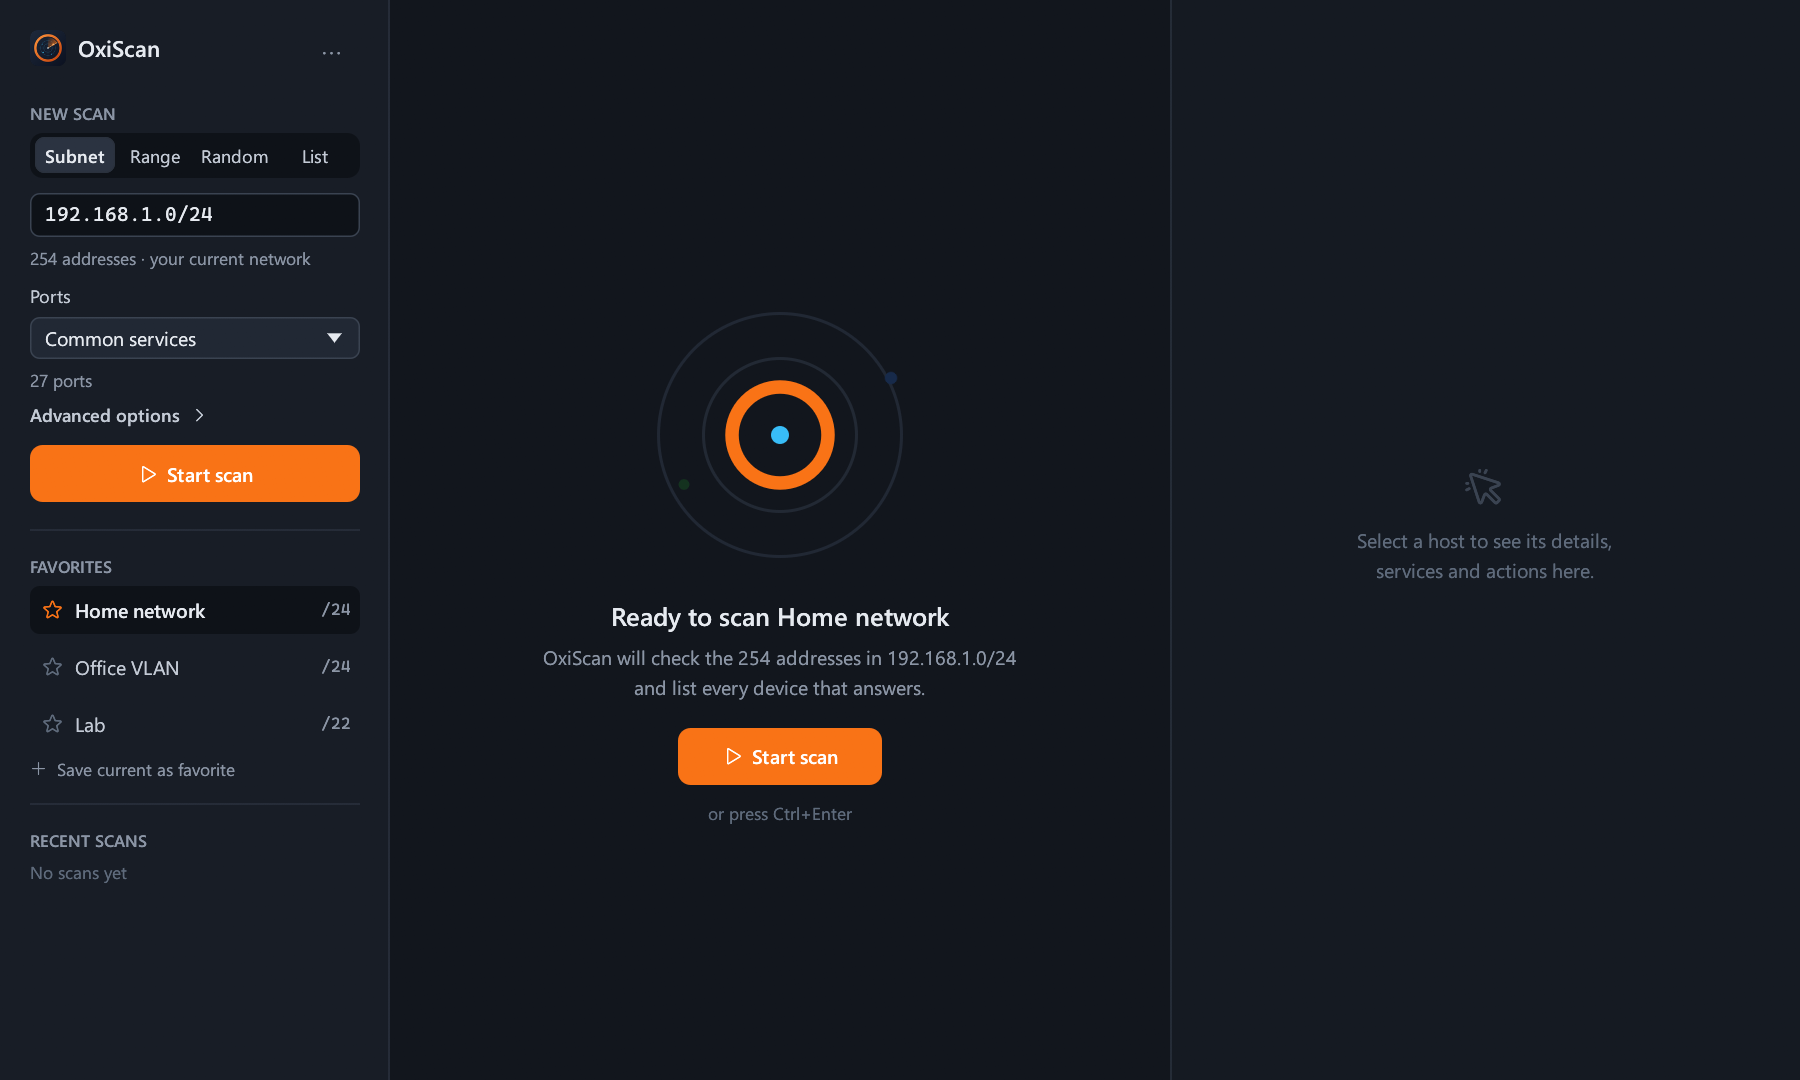 OxiScan
...
NEW SCAN
Subnet Range Random List
192.168.1.0/24
254 addresses · your current network
Ports
Common services
27 ports
Advanced options
Start scan
FAVORITES
Home network /24
Office VLAN /24
Lab /22
+ Save current as favorite
RECENT SCANS
No scans yet
Ready to scan Home network
OxiScan will check the 254 addresses in 192.168.1.0/24
and list every device that answers.
Start scan
or press Ctrl+Enter
Select a host to see its details,
services and actions here.